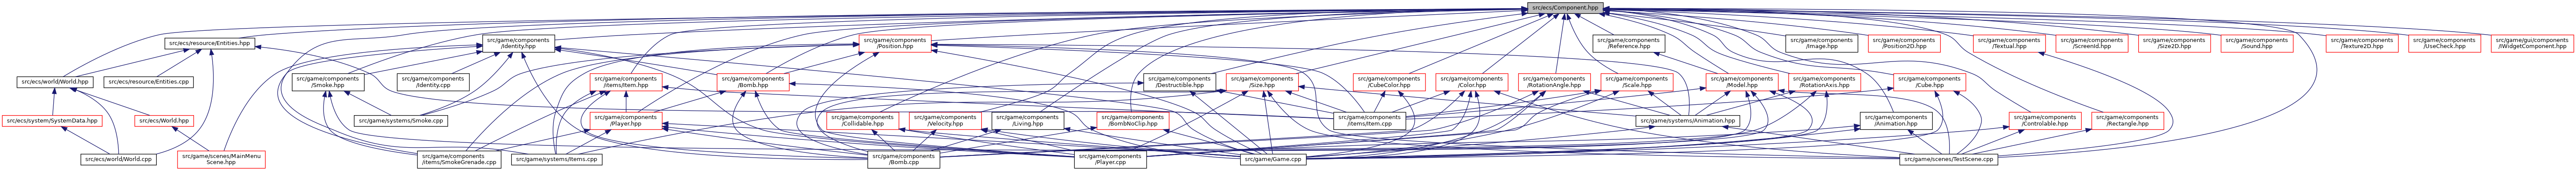 src/ecs/Component.hpp
src/ecs/resource/Entities.hpp
src/game/components
/Identity.hpp
src/game/components
/Position.hpp
src/game/components
/Reference.hpp
src/game/components
/Image.hpp
src/game/components
/Position2D.hpp
src/game/components
/Textual.hpp
src/game/components
/ScreenId.hpp
src/game/components
/Size2D.hpp
src/game/components
/Sound.hpp
src/game/components
/Texture2D.hpp
src/game/components
/UseCheck.hpp
src/game/gui/components
/IWidgetComponent.hpp
src/ecs/world/World.hpp
src/ecs/resource/Entities.cpp
src/game/components
/Smoke.hpp
src/game/components
/Identity.cpp
src/game/components
/items/Item.hpp
src/game/components
/Bomb.hpp
src/game/components
/Destructible.hpp
src/game/components
/Size.hpp
src/game/components
/CubeColor.hpp
src/game/components
/Color.hpp
src/game/components
/RotationAngle.hpp
src/game/components
/Scale.hpp
src/game/components
/Model.hpp
src/game/components
/RotationAxis.hpp
src/game/components
/Cube.hpp
src/ecs/system/SystemData.hpp
src/ecs/World.hpp
src/game/systems/Smoke.cpp
src/game/components
/Player.hpp
src/game/components
/Collidable.hpp
src/game/components
/Velocity.hpp
src/game/components
/Living.hpp
src/game/components
/BombNoClip.hpp
src/game/components
/items/Item.cpp
src/game/systems/Animation.hpp
src/game/components
/Animation.hpp
src/game/components
/Controlable.hpp
src/game/components
/Rectangle.hpp
src/ecs/world/World.cpp
src/game/scenes/MainMenu
Scene.hpp
src/game/components
/items/SmokeGrenade.cpp
src/game/systems/Items.cpp
src/game/components
/Bomb.cpp
src/game/components
/Player.cpp
src/game/Game.cpp
src/game/scenes/TestScene.cpp